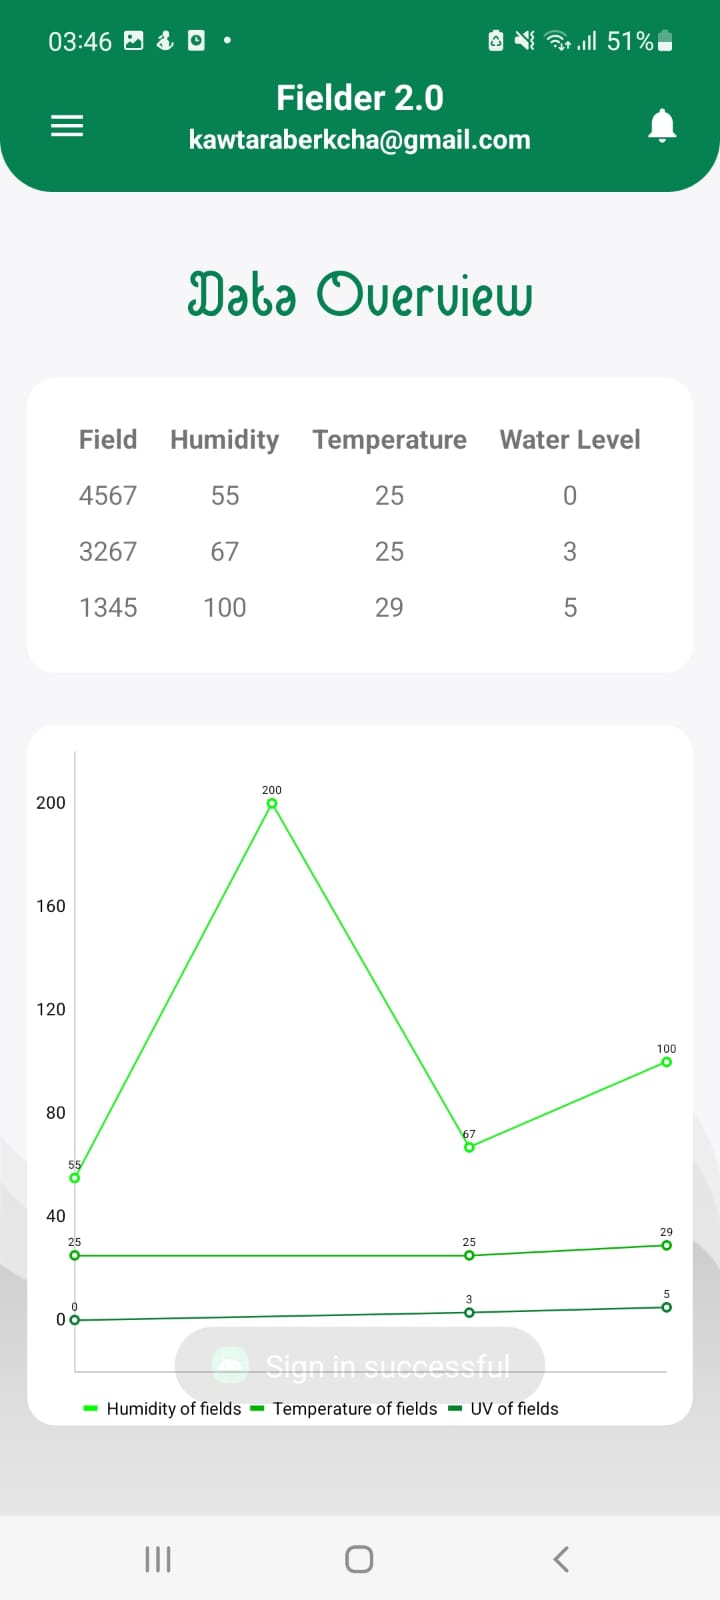 03:46 51%
Fielder 2.0
kawtaraberkcha@gmail.com
Data Overview
Field Humidity Temperature Water Level
4567 55 25 0
3267 67 25 3
1345 100 29 5
200
200
160
120
100
80
67
55
40
29
25 25
5
3
0
0
Sign in successful
Humidity of fields Temperature of fields UV of fields